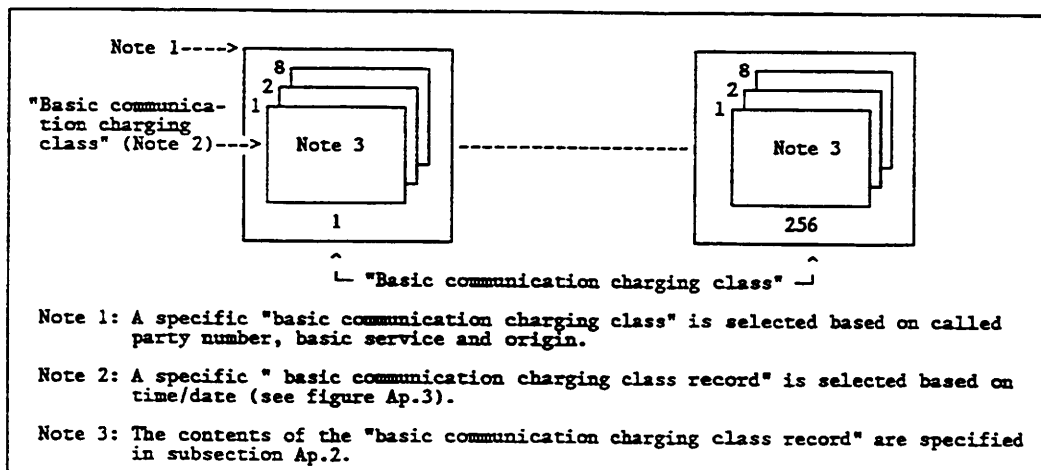 Note 1---->
8
2
1
"Basic communica-
tion charging
class" (Note 2)--->
Note 3
1
8
2
1
Note 3
256
"Basic communication charging class"
Note 1: A specific "basic communication charging class" is selected based on called
party number, basic service and origin.
Note 2: A specific " basic communication charging class record" is selected based on
time/date (see figure Ap.3).
Note 3: The contents of the "basic communication charging class record" are specified
in subsection Ap.2.